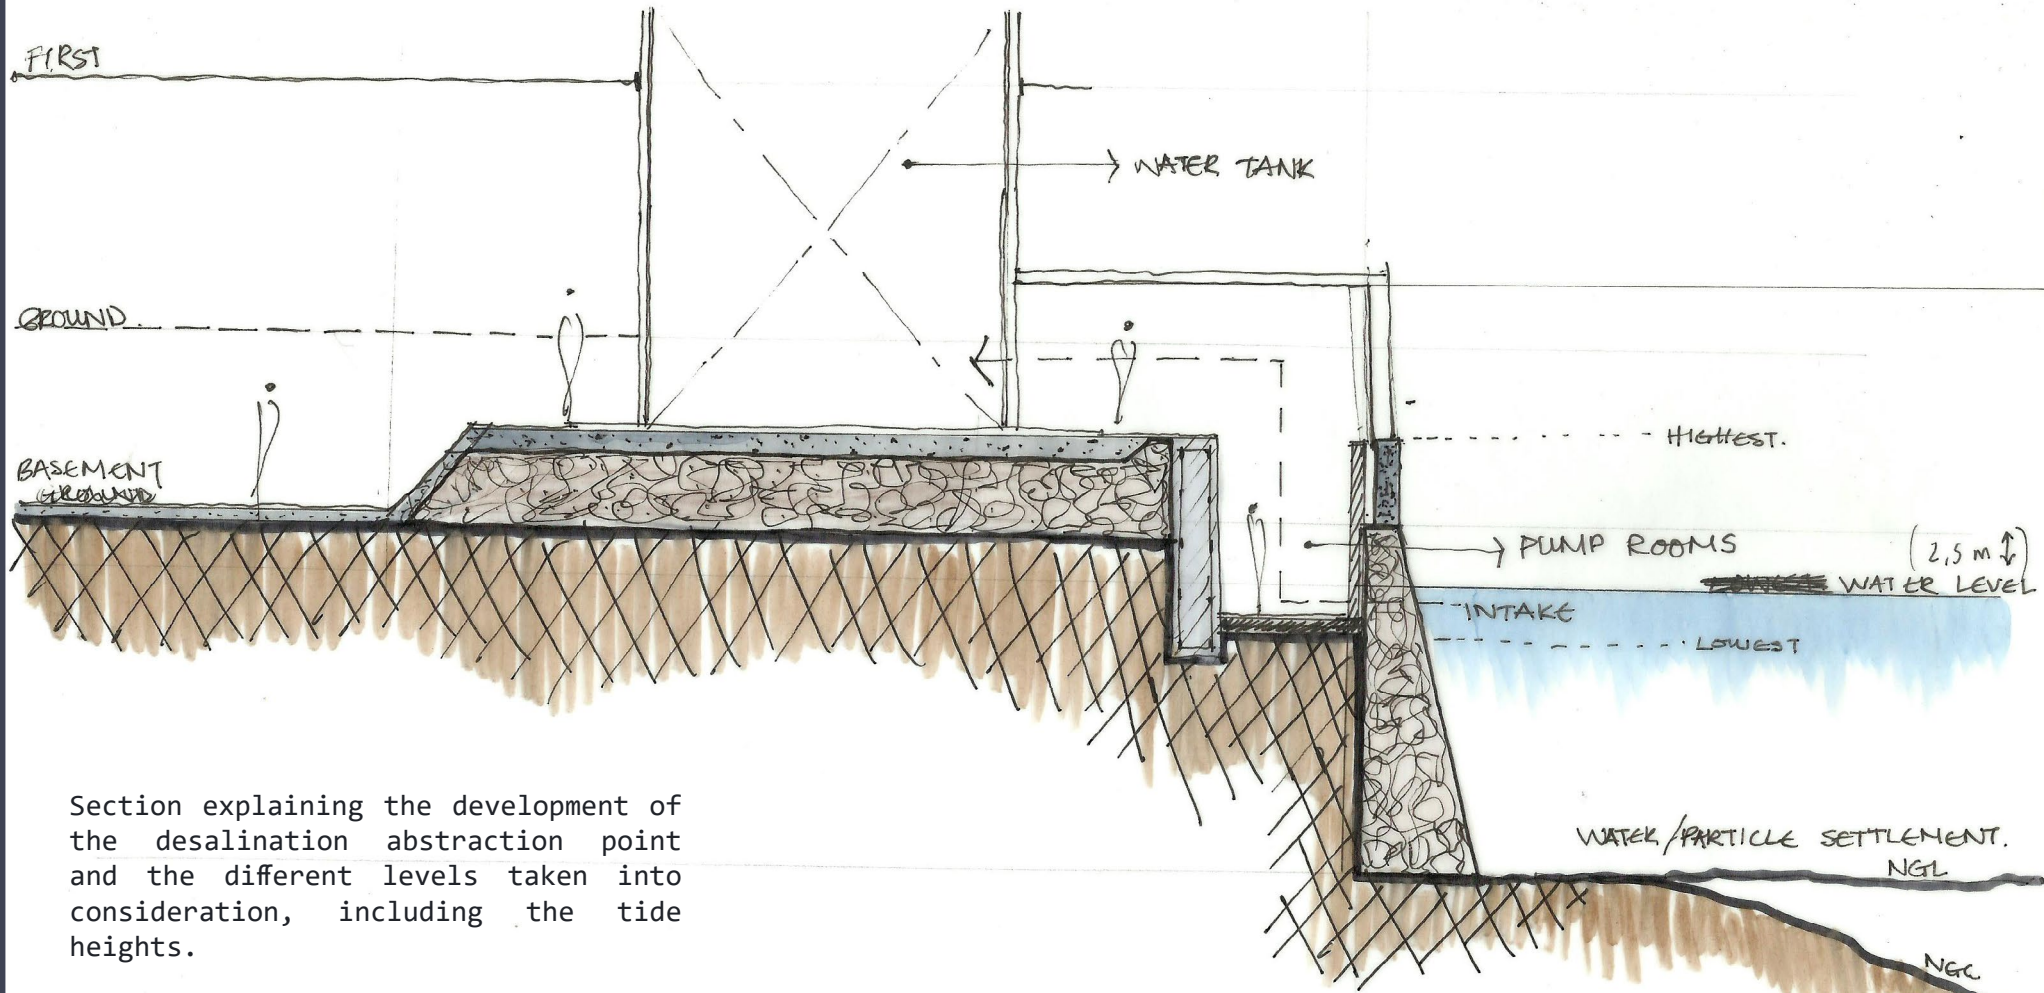 FIRST
WATER TANK
GROUND
HIGHEST.
BASEMENT
GROUND
PUMP ROOMS
(2,5 m ↕)
WATER LEVEL
INTAKE
LOWEST
WATER/PARTICLE SETTLEMENT.
NGL
NGL
Section explaining the development of
the desalination abstraction point
and the different levels taken into
consideration, including the tide
heights.